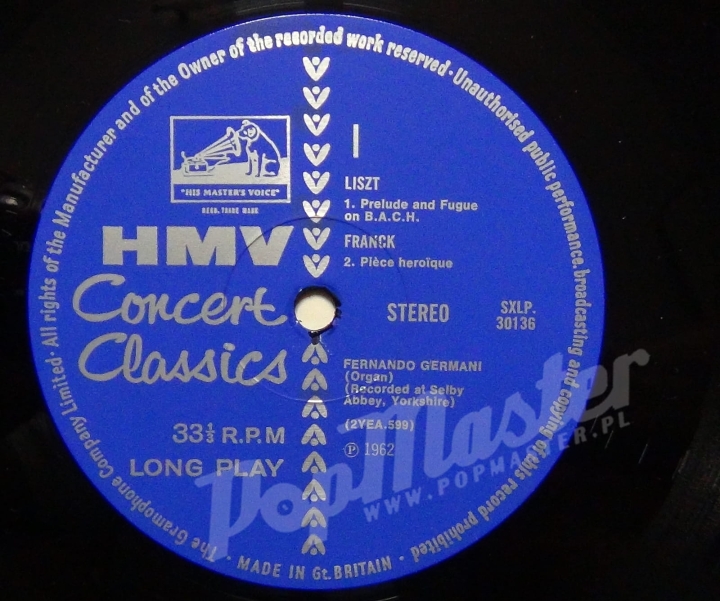 The Gramophone Company Limited · All rights of the Manufacturer and of the Owner of the recorded work reserved · Unauthorised public performance, broadcasting and copying of this record prohibited
"HIS MASTER'S VOICE"
REGD. TRADE MARK
HMV
Concert
Classics
33⅓ R.P.M
LONG PLAY
I
LISZT
1. Prelude and Fugue
on B.A.C.H.
FRANCK
2. Pièce heroïque
STEREO
SXLP.
30136
FERNANDO GERMANI
(Organ)
(Recorded at Selby
Abbey, Yorkshire)
(2YEA.599)
Ⓟ 1962
· MADE IN Gt. BRITAIN ·
PopMaster
WWW.POPMASTER.PL